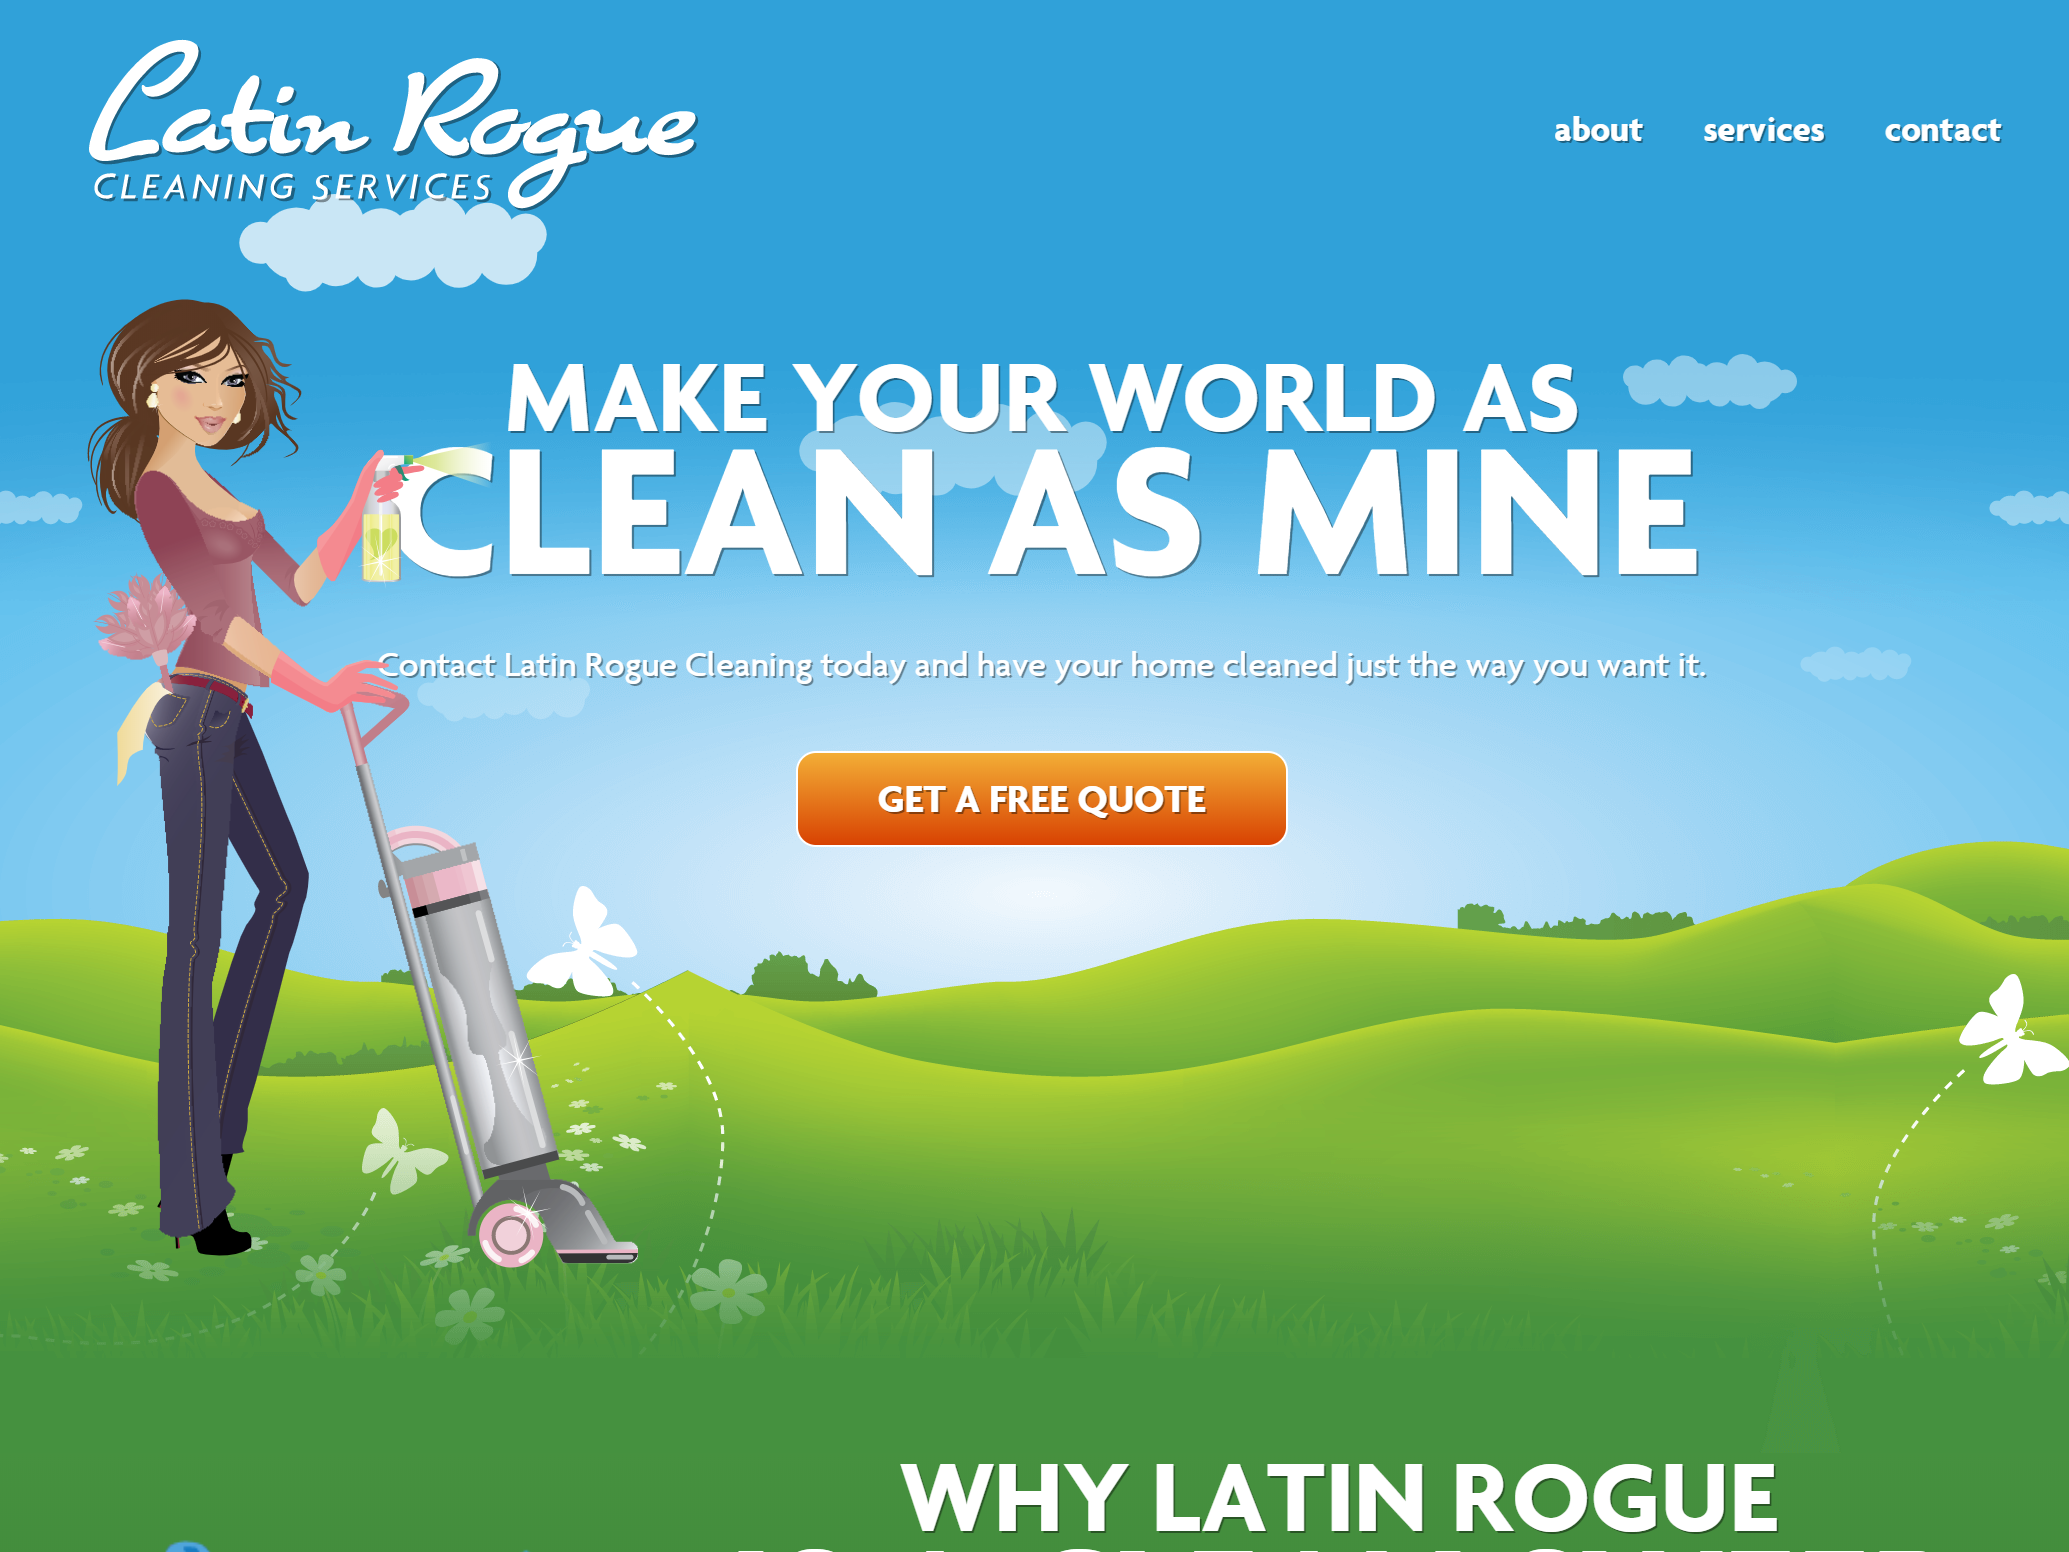 Latin Rogue
CLEANING SERVICES
about services contact
MAKE YOUR WORLD AS
CLEAN AS MINE
Contact Latin Rogue Cleaning today and have your home cleaned just the way you want it.
GET A FREE QUOTE
WHY LATIN ROGUE